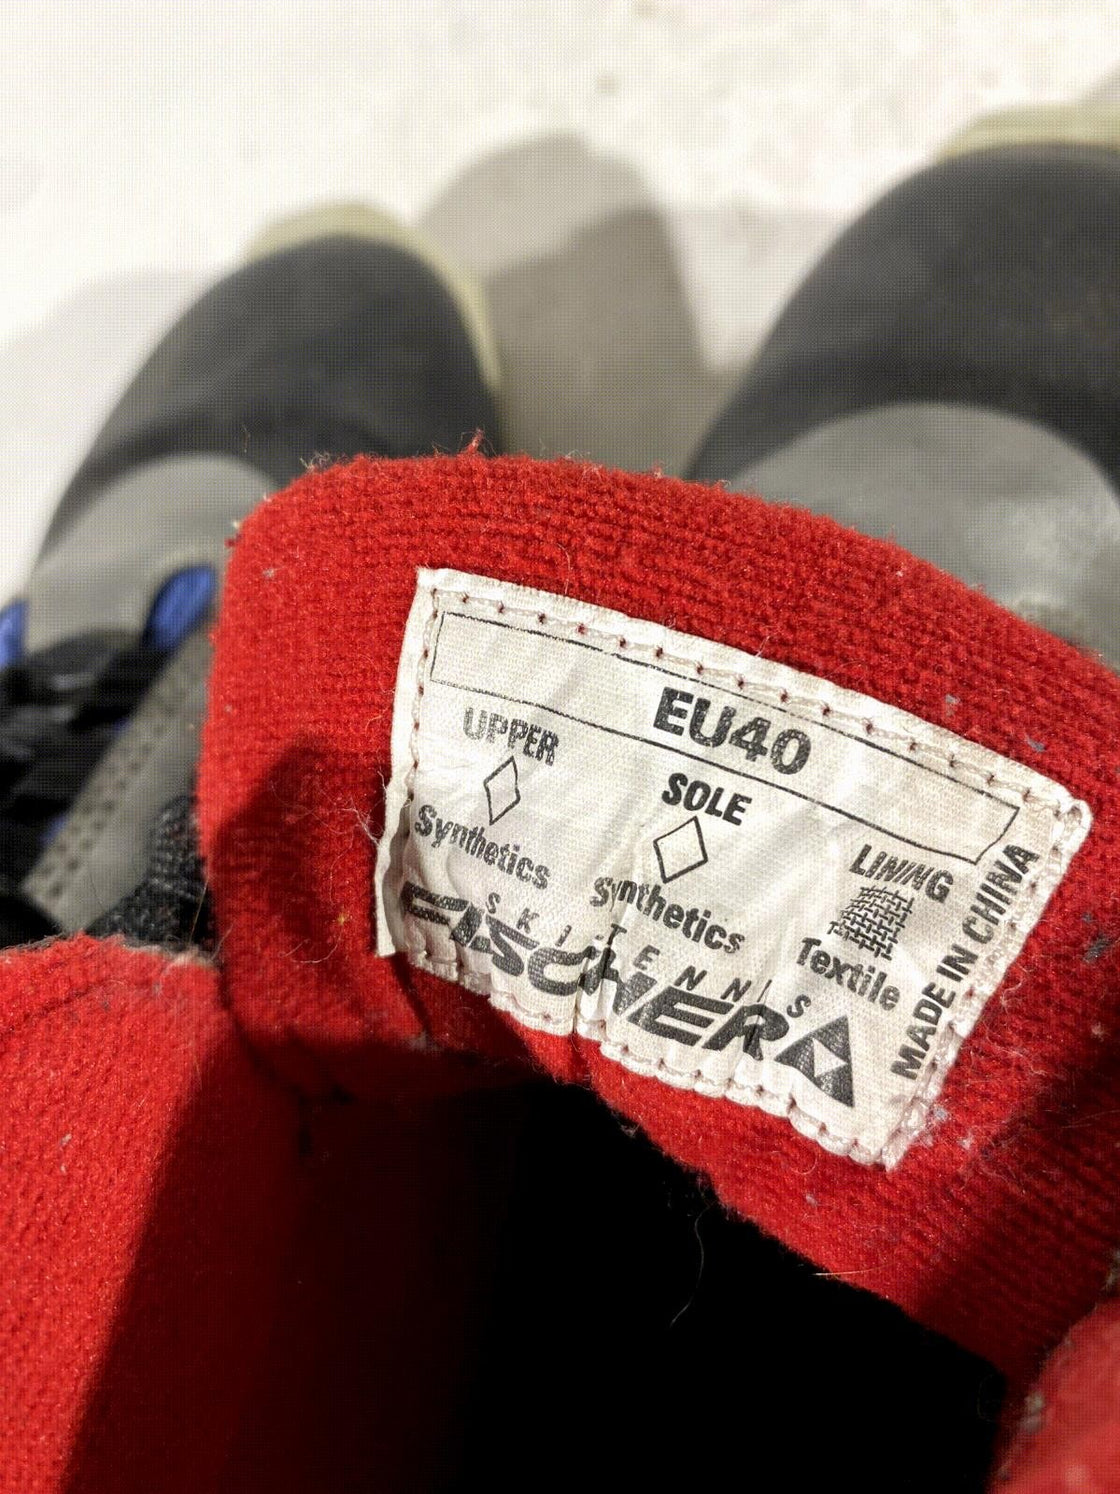 EU40
UPPER
Synthetics
SOLE
Synthetics
LINING
Textile
SKI TENNIS
FISCHER
MADE IN CHINA